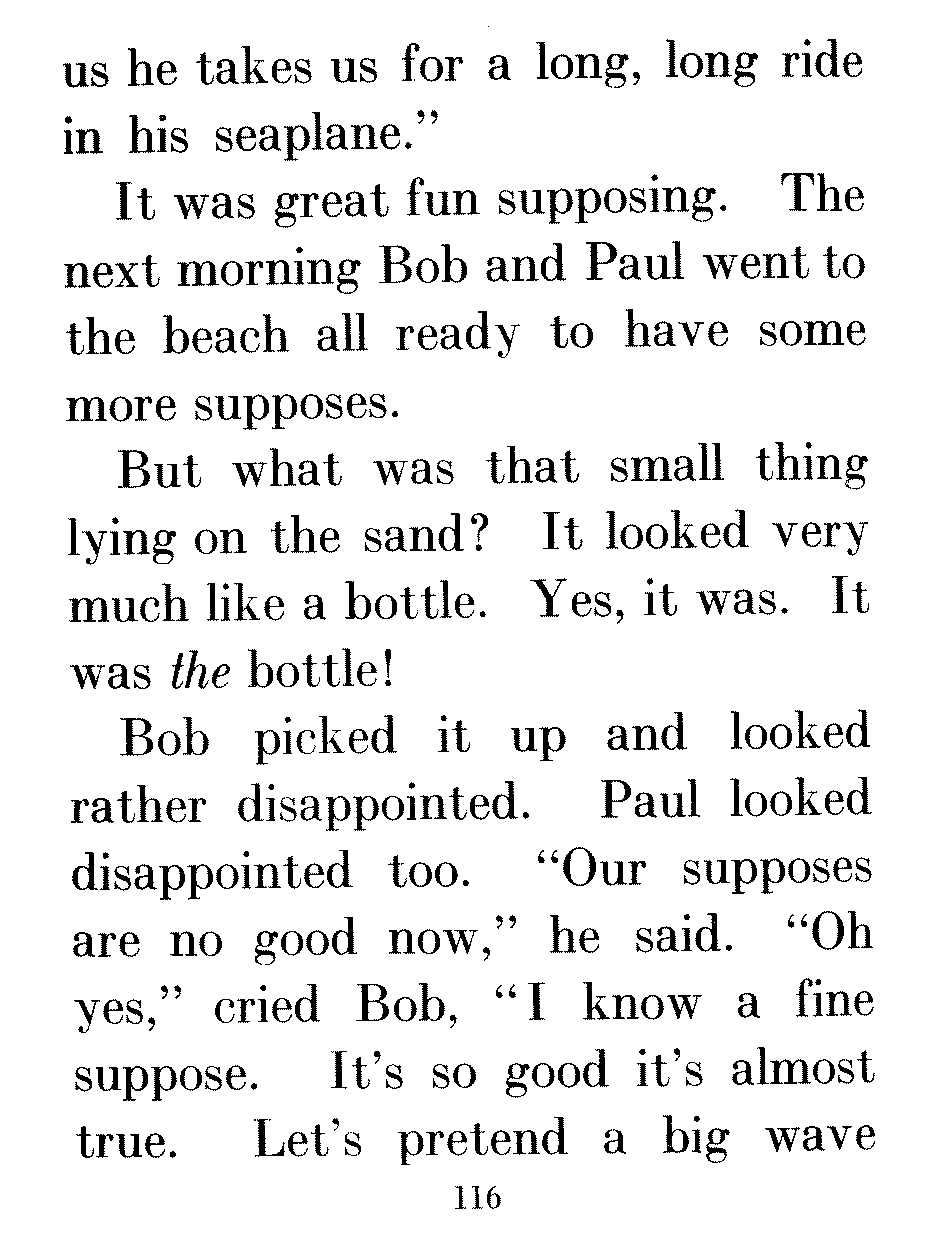 us he takes us for a long, long ride
in his seaplane.”
It was great fun supposing. The
next morning Bob and Paul went to
the beach all ready to have some
more supposes.
But what was that small thing
lying on the sand? It looked very
much like a bottle. Yes, it was. It
was the bottle!
Bob picked it up and looked
rather disappointed. Paul looked
disappointed too. “Our supposes
are no good now,” he said. “Oh
yes,” cried Bob, “I know a fine
suppose. It’s so good it’s almost
true. Let’s pretend a big wave
116